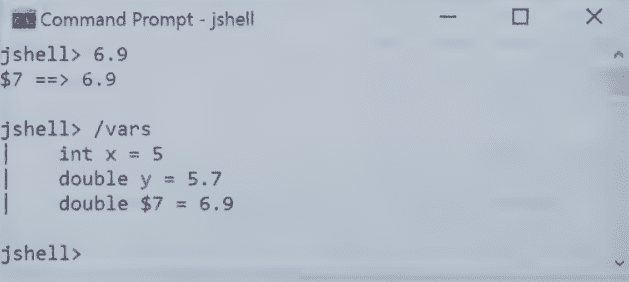 Command Prompt - jshell
jshell> 6.9
$7 ==> 6.9
jshell> /vars
|    int x = 5
|    double y = 5.7
|    double $7 = 6.9
jshell>